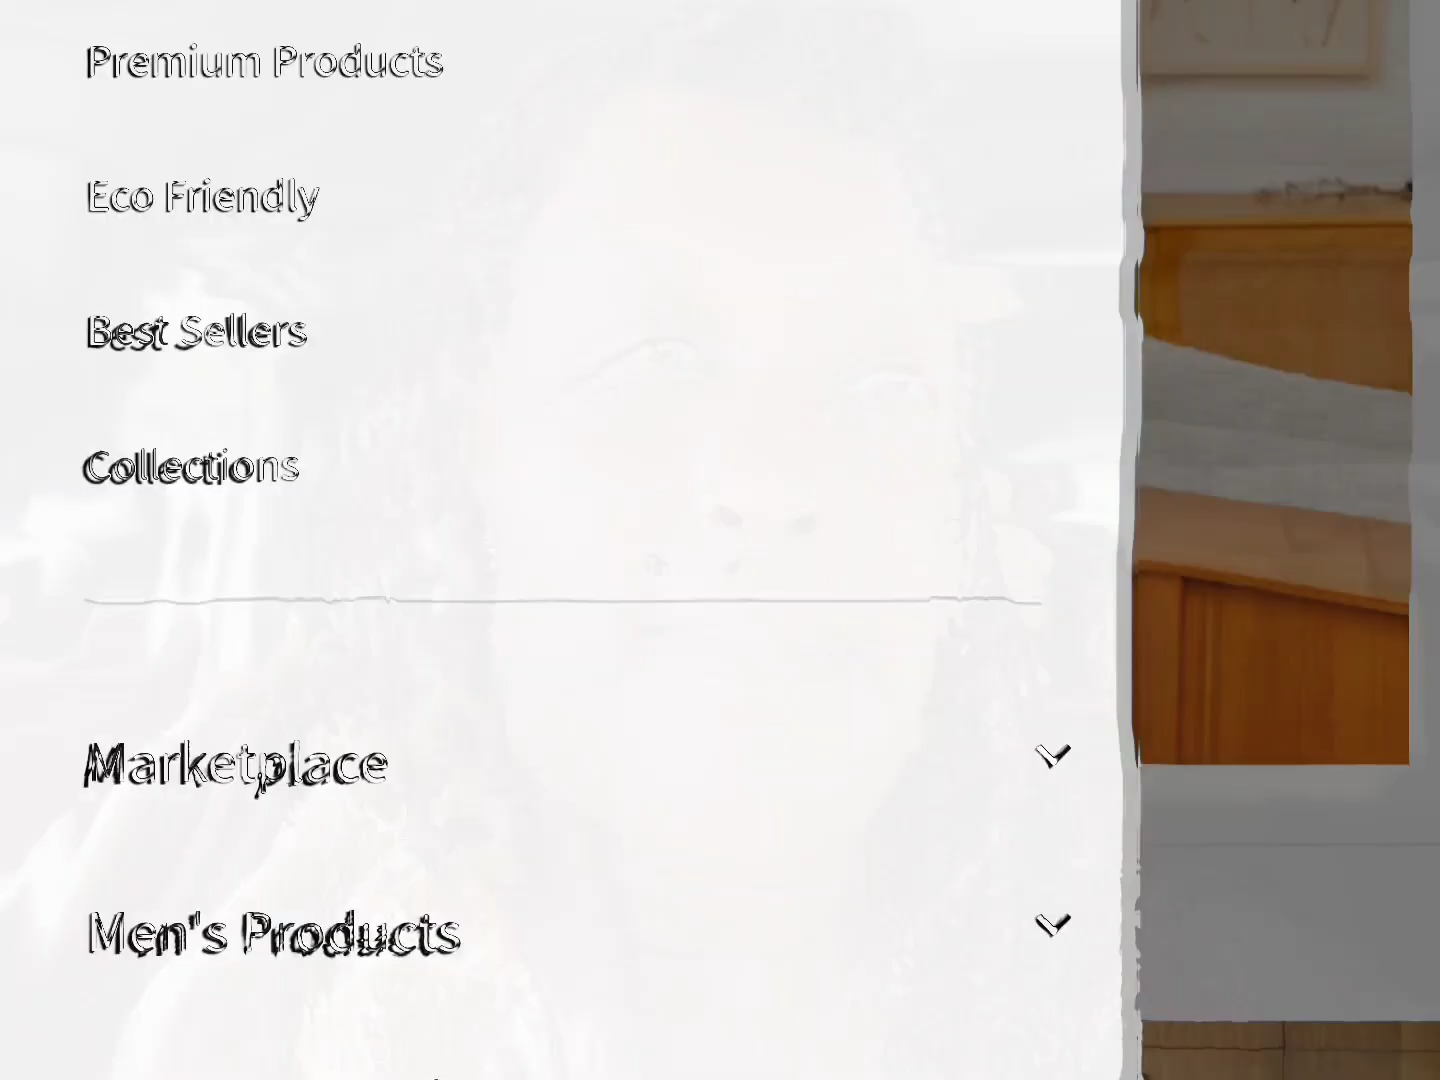 Premium Products
Eco Friendly
Best Sellers
Collections
Marketplace
Men's Products